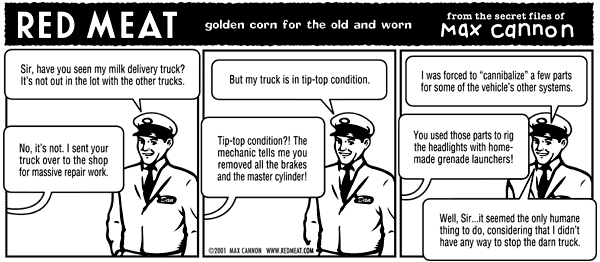 RED MEAT
golden corn for the old and worn
from the secret files of
Max Cannon
Sir, have you seen my milk delivery truck?
It's not out in the lot with the other trucks.
No, it's not. I sent your
truck over to the shop
for massive repair work.
Dan
But my truck is in tip-top condition.
Tip-top condition?! The
mechanic tells me you
removed all the brakes
and the master cylinder!
Dan
©2001 MAX CANNON WWW.REDMEAT.COM
I was forced to “cannibalize” a few parts
for some of the vehicle's other systems.
You used those parts to rig
the headlights with home-
made grenade launchers!
Well, Sir...it seemed the only humane
thing to do, considering that I didn't
have any way to stop the darn truck.